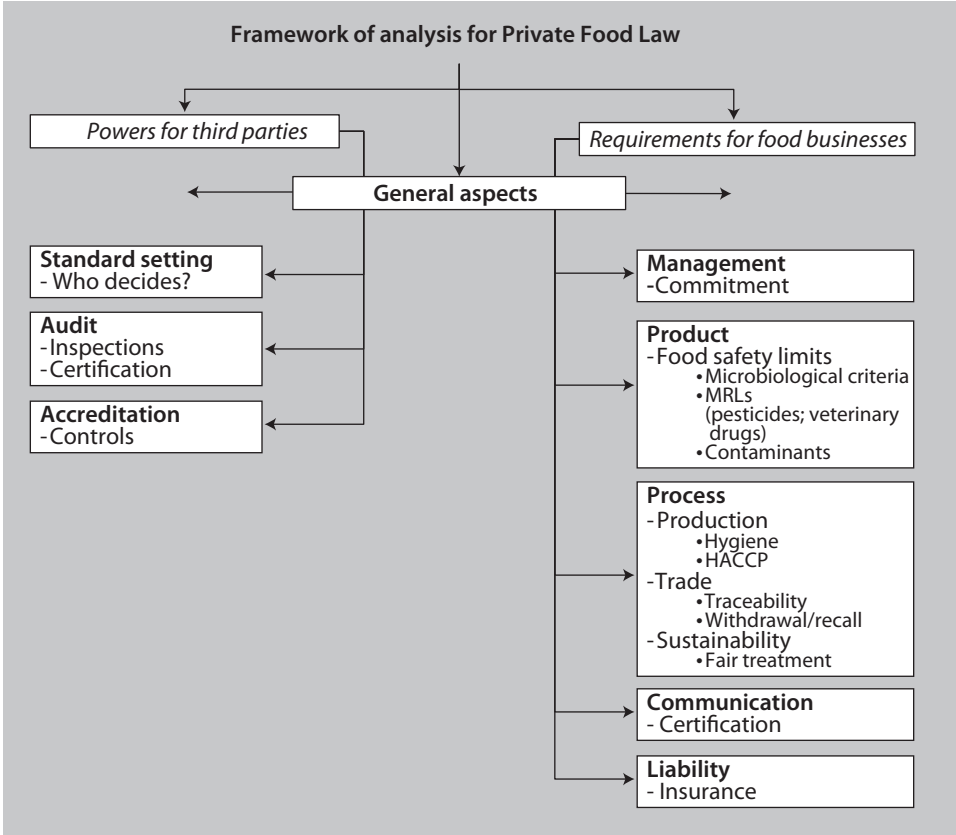 Framework of analysis for Private Food Law
Powers for third parties
Requirements for food businesses
General aspects
Standard setting
- Who decides?
Audit
-Inspections
-Certification
Accreditation
-Controls
Management
-Commitment
Product
-Food safety limits
•Microbiological criteria
•MRLs
(pesticides; veterinary
drugs)
•Contaminants
Process
-Production
•Hygiene
•HACCP
-Trade
•Traceability
•Withdrawal/recall
-Sustainability
•Fair treatment
Communication
- Certification
Liability
- Insurance